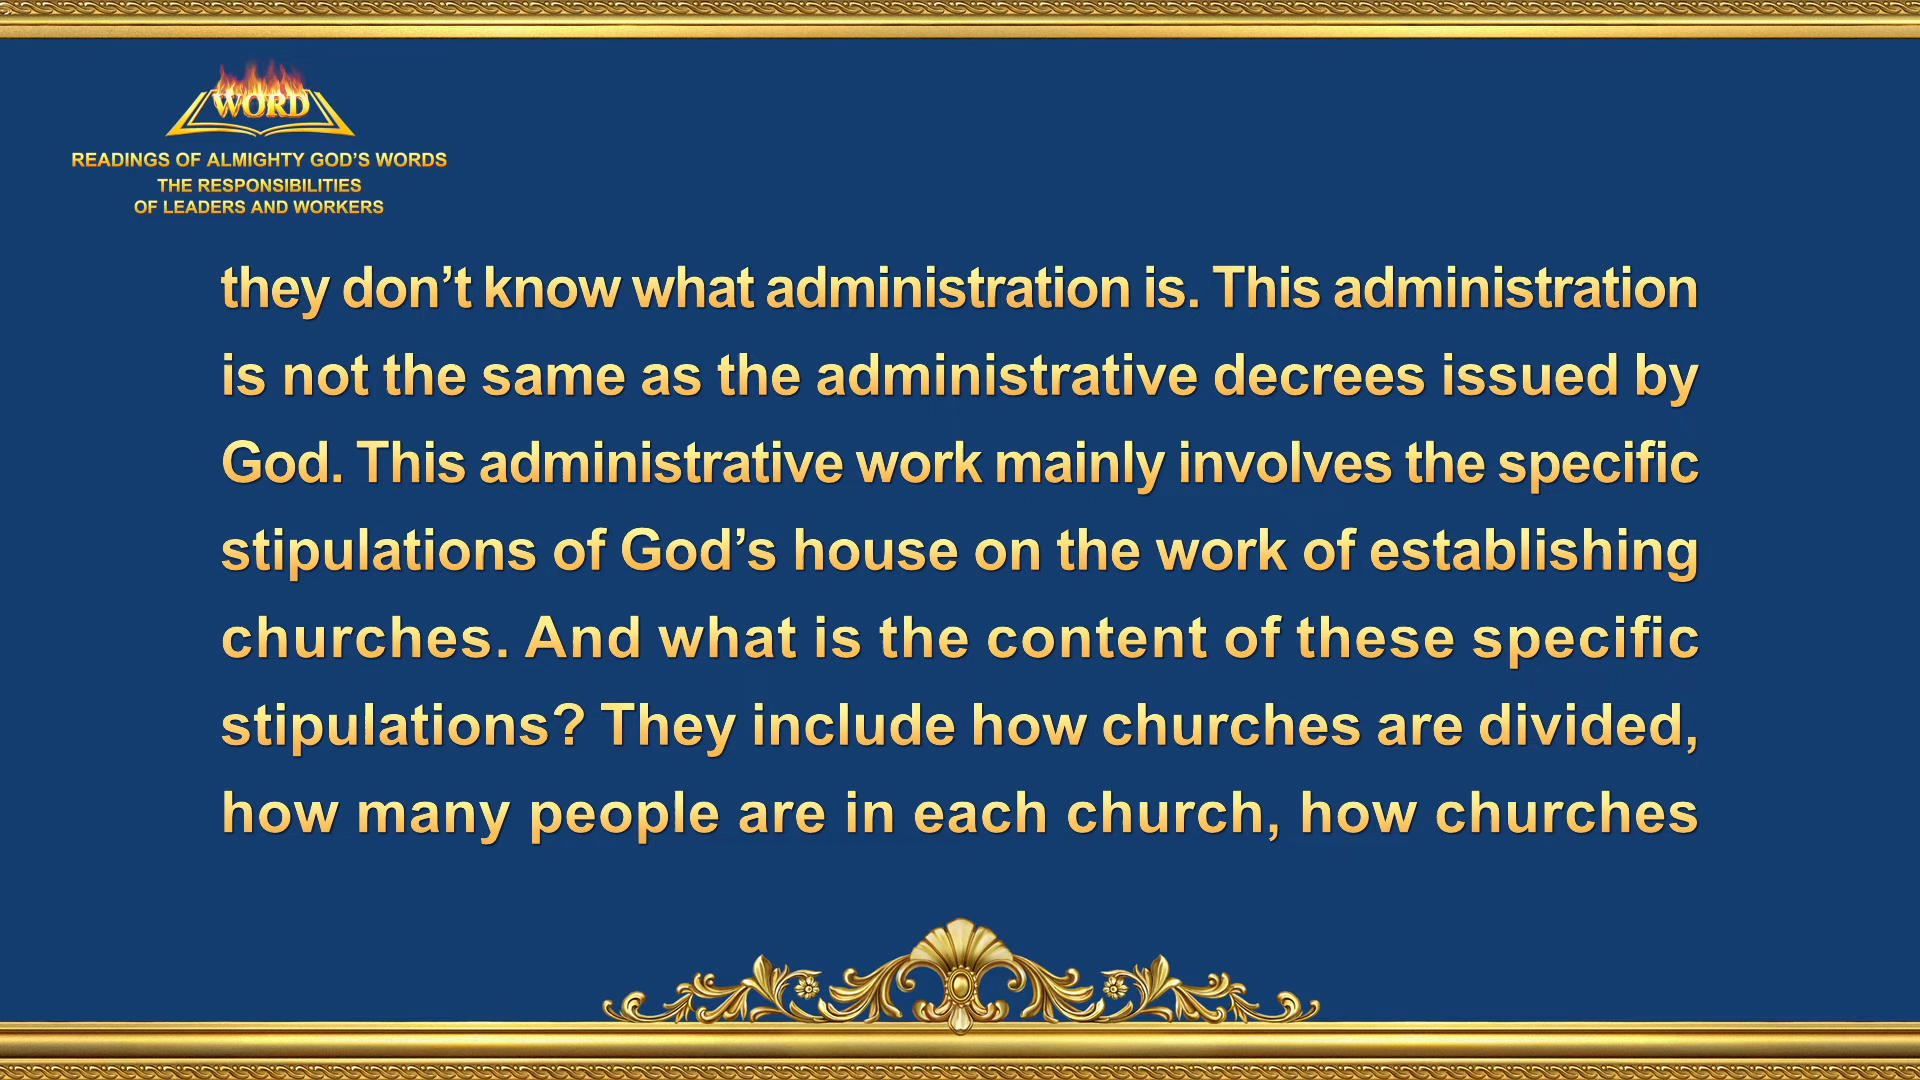 WORD
READINGS OF ALMIGHTY GOD’S WORDS
THE RESPONSIBILITIES
OF LEADERS AND WORKERS
they don’t know what administration is. This administration
is not the same as the administrative decrees issued by
God. This administrative work mainly involves the specific
stipulations of God’s house on the work of establishing
churches. And what is the content of these specific
stipulations? They include how churches are divided,
how many people are in each church, how churches